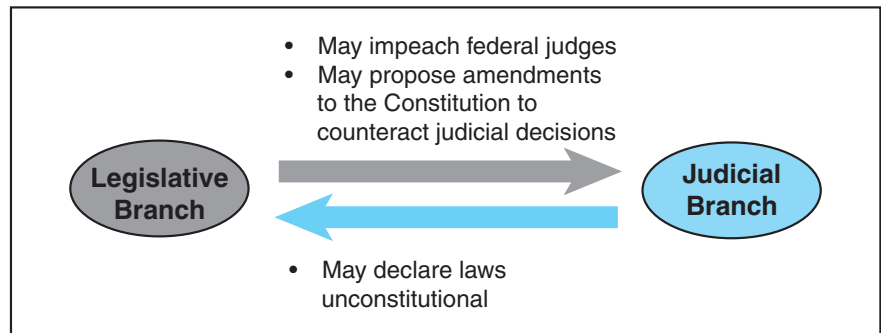 • May impeach federal judges
• May propose amendments
to the Constitution to
counteract judicial decisions
Legislative
Branch
Judicial
Branch
• May declare laws
unconstitutional